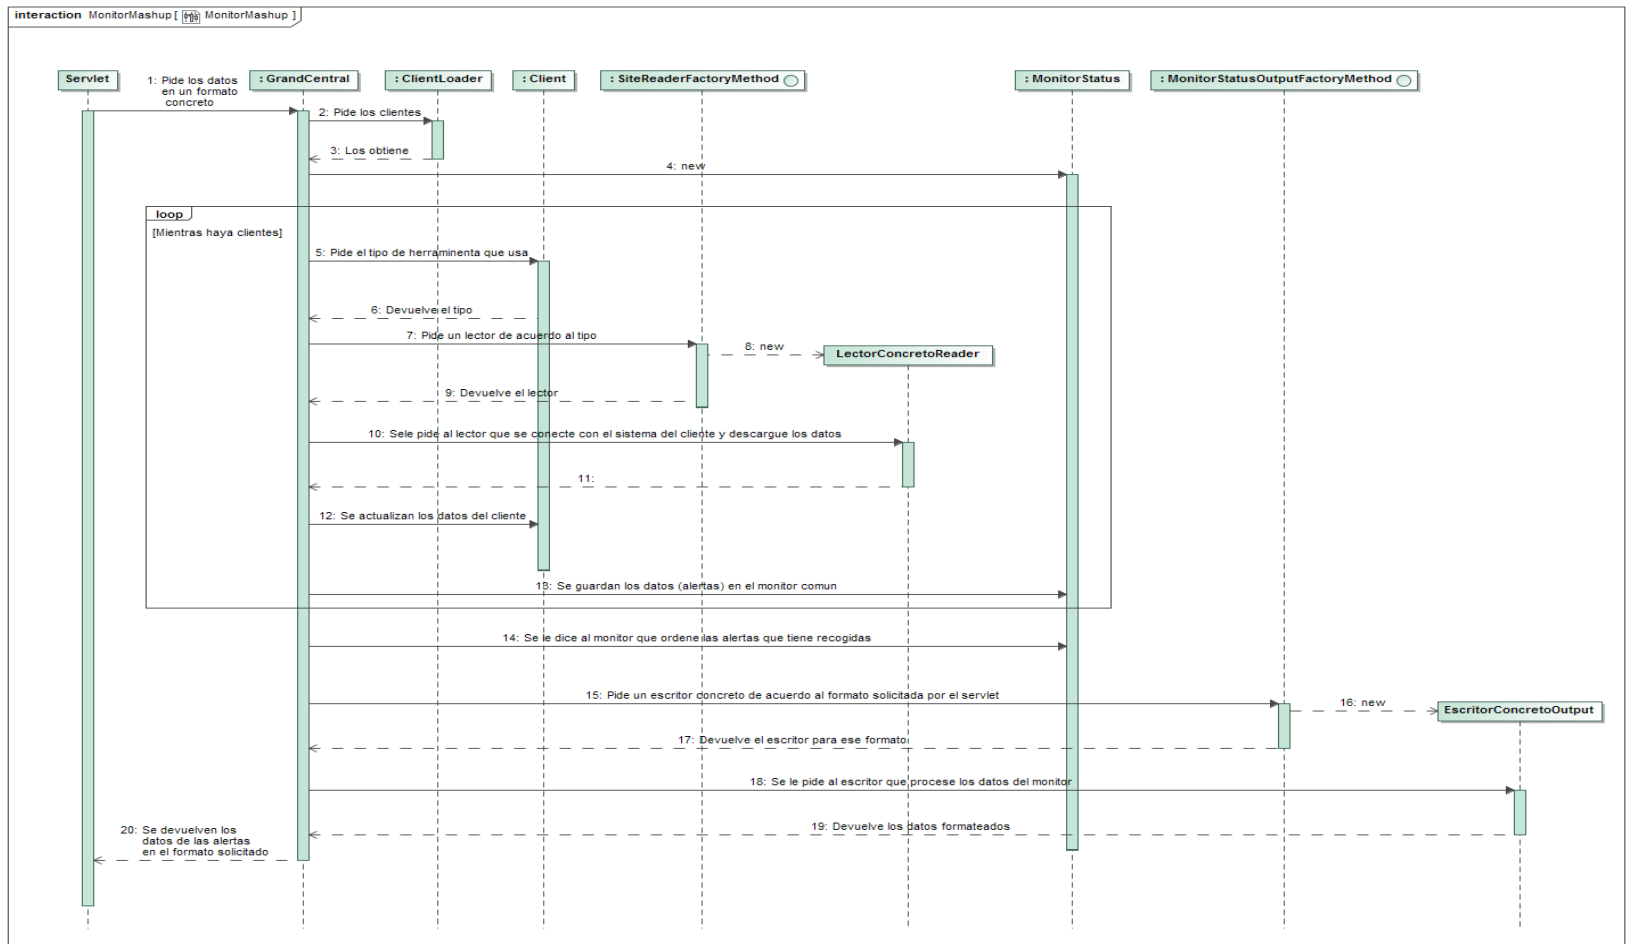 interaction MonitorMashup [ MonitorMashup ]
Servlet
: GrandCentral
: ClientLoader
: Client
: SiteReaderFactoryMethod
: MonitorStatus
: MonitorStatusOutputFactoryMethod
1: Pide los datos
en un formato
concreto
2: Pide los clientes
3: Los obtiene
4: new
loop
[Mientras haya clientes]
5: Pide el tipo de herraminenta que usa
6: Devuelve el tipo
7: Pide un lector de acuerdo al tipo
8: new
LectorConcretoReader
9: Devuelve el lector
10: Sele pide al lector que se conecte con el sistema del cliente y descargue los datos
11:
12: Se actualizan los datos del cliente
13: Se guardan los datos (alertas) en el monitor comun
14: Se le dice al monitor que ordene las alertas que tiene recogidas
15: Pide un escritor concreto de acuerdo al formato solicitada por el servlet
16: new
EscritorConcretoOutput
17: Devuelve el escritor para ese formato
18: Se le pide al escritor que procese los datos del monitor
19: Devuelve los datos formateados
20: Se devuelven los
datos de las alertas
en el formato solicitado